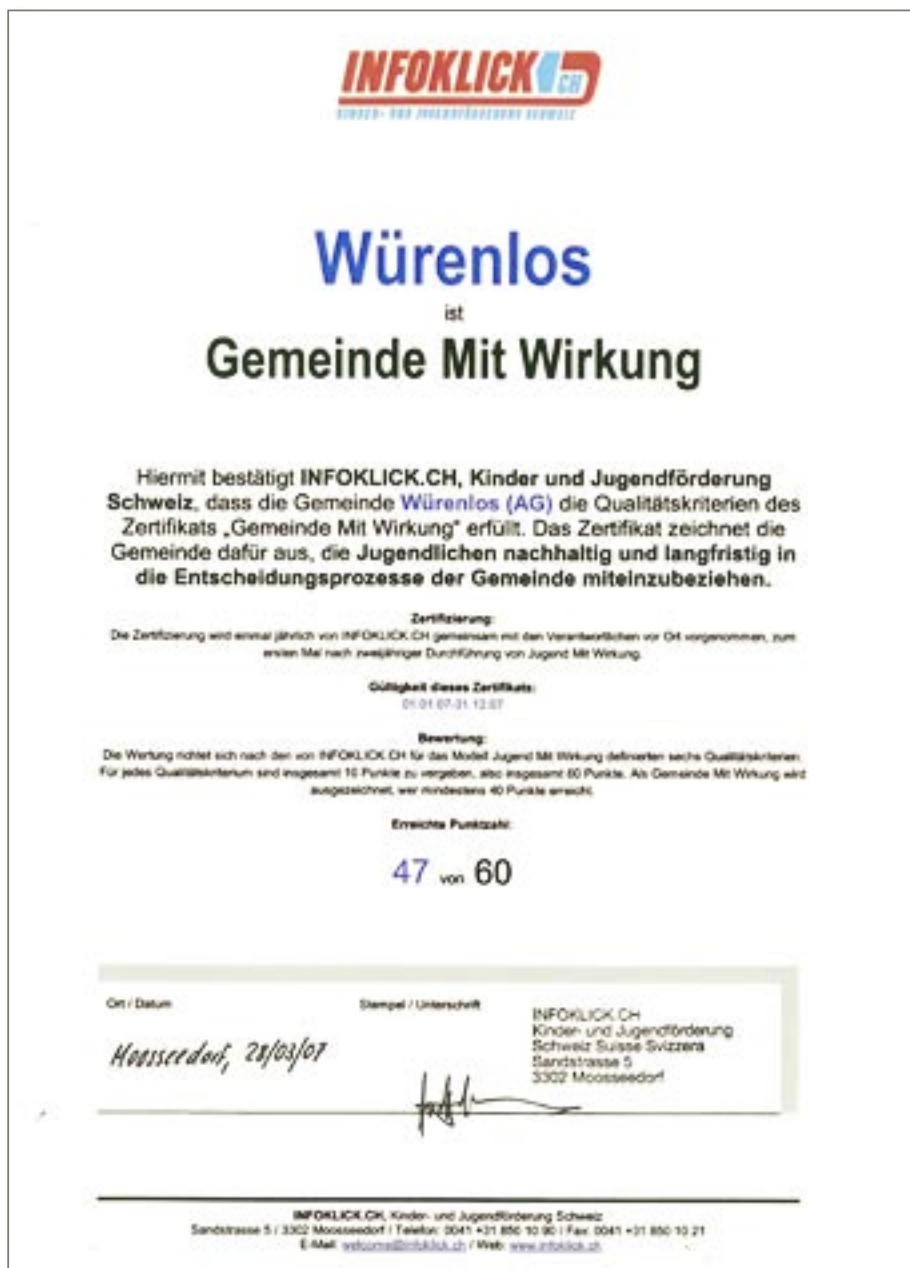 INFOKLICK.CH
KINDER- UND JUGENDFÖRDERUNG SCHWEIZ
Würenlos
ist
Gemeinde Mit Wirkung
Hiermit bestätigt INFOKLICK.CH, Kinder und Jugendförderung
Schweiz, dass die Gemeinde Würenlos (AG) die Qualitätskriterien des
Zertifikats „Gemeinde Mit Wirkung" erfüllt. Das Zertifikat zeichnet die
Gemeinde dafür aus, die Jugendlichen nachhaltig und langfristig in
die Entscheidungsprozesse der Gemeinde miteinzubeziehen.
Zertifizierung:
Die Zertifizierung wird einmal jährlich von INFOKLICK.CH gemeinsam mit den Verantwortlichen vor Ort vorgenommen, zum
ersten Mal nach zweijähriger Durchführung von Jugend Mit Wirkung.
Gültigkeit dieses Zertifikats:
01.01.07-31.12.07
Bewertung:
Die Wertung richtet sich nach den von INFOKLICK.CH für das Modell Jugend Mit Wirkung definierten sechs Qualitätskriterien.
Für jedes Qualitätskriterium sind insgesamt 10 Punkte zu vergeben, also insgesamt 60 Punkte. Als Gemeinde Mit Wirkung wird
ausgezeichnet, wer mindestens 40 Punkte erreicht.
Erreichte Punktzahl:
47 von 60
Ort / Datum
Stempel / Unterschrift
Moosseedorf, 28/03/07
INFOKLICK.CH
Kinder- und Jugendförderung
Schweiz Suisse Svizzera
Sandstrasse 5
3302 Moosseedorf
INFOKLICK.CH, Kinder- und Jugendförderung Schweiz
Sandstrasse 5 / 3302 Moosseedorf / Telefon: 0041 +31 850 10 90 / Fax: 0041 +31 850 10 21
E-Mail: welcome@infoklick.ch / Web: www.infoklick.ch